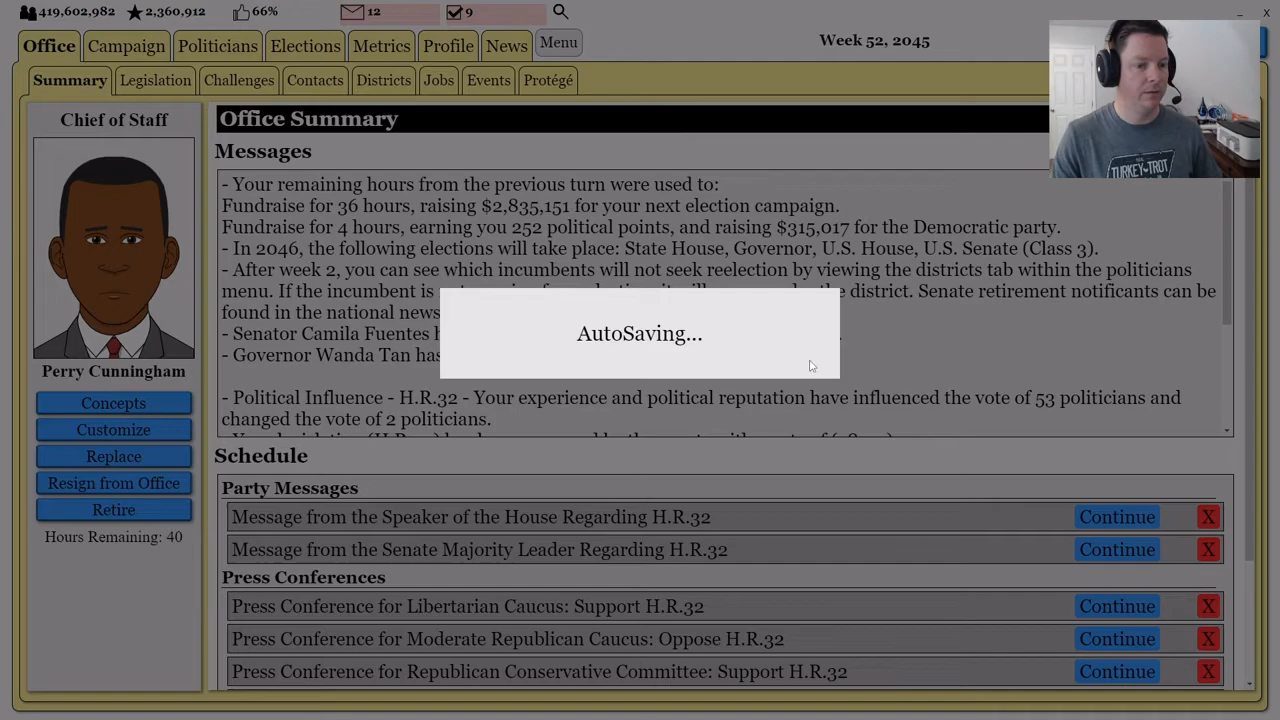 419,602,982 2,360,912 66% 12 9
Office Campaign Politicians Elections Metrics Profile News Menu Week 52, 2045
Summary Legislation Challenges Contacts Districts Jobs Events Protégé
Chief of Staff
Perry Cunningham
Concepts
Customize
Replace
Resign from Office
Retire
Hours Remaining: 40
Office Summary
Messages
- Your remaining hours from the previous turn were used to:
Fundraise for 36 hours, raising $2,835,151 for your next election campaign.
Fundraise for 4 hours, earning you 252 political points, and raising $315,017 for the Democratic party.
- In 2046, the following elections will take place: State House, Governor, U.S. House, U.S. Senate (Class 3).
- After week 2, you can see which incumbents will not seek reelection by viewing the districts tab within the politicians
menu. If the incumbent is the district. Senate retirement notificants can be
found in the national news
- Senator Camila Fuentes
- Governor Wanda Tan has
AutoSaving...
- Political Influence - H.R.32 - Your experience and political reputation have influenced the vote of 53 politicians and
changed the vote of 2 politicians.
Schedule
Party Messages
Message from the Speaker of the House Regarding H.R.32 Continue X
Message from the Senate Majority Leader Regarding H.R.32 Continue X
Press Conferences
Press Conference for Libertarian Caucus: Support H.R.32 Continue X
Press Conference for Moderate Republican Caucus: Oppose H.R.32 Continue X
Press Conference for Republican Conservative Committee: Support H.R.32 Continue X
TURKEY TROT